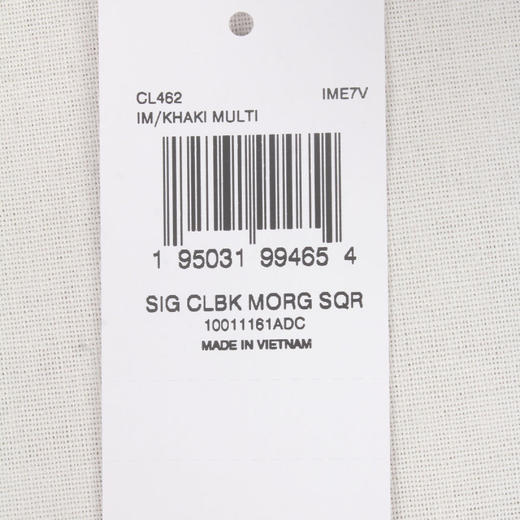 CL462 IME7V
IM/KHAKI MULTI
1 95031 99465 4
SIG CLBK MORG SQR
10011161ADC
MADE IN VIETNAM